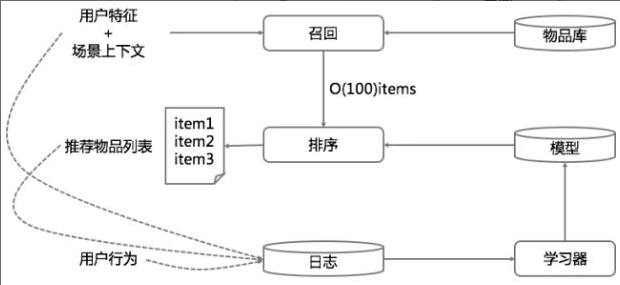 用户特征
+
场景上下文
召回
物品库
O(100)items
推荐物品列表
item1
item2
item3
排序
模型
用户行为
日志
学习器